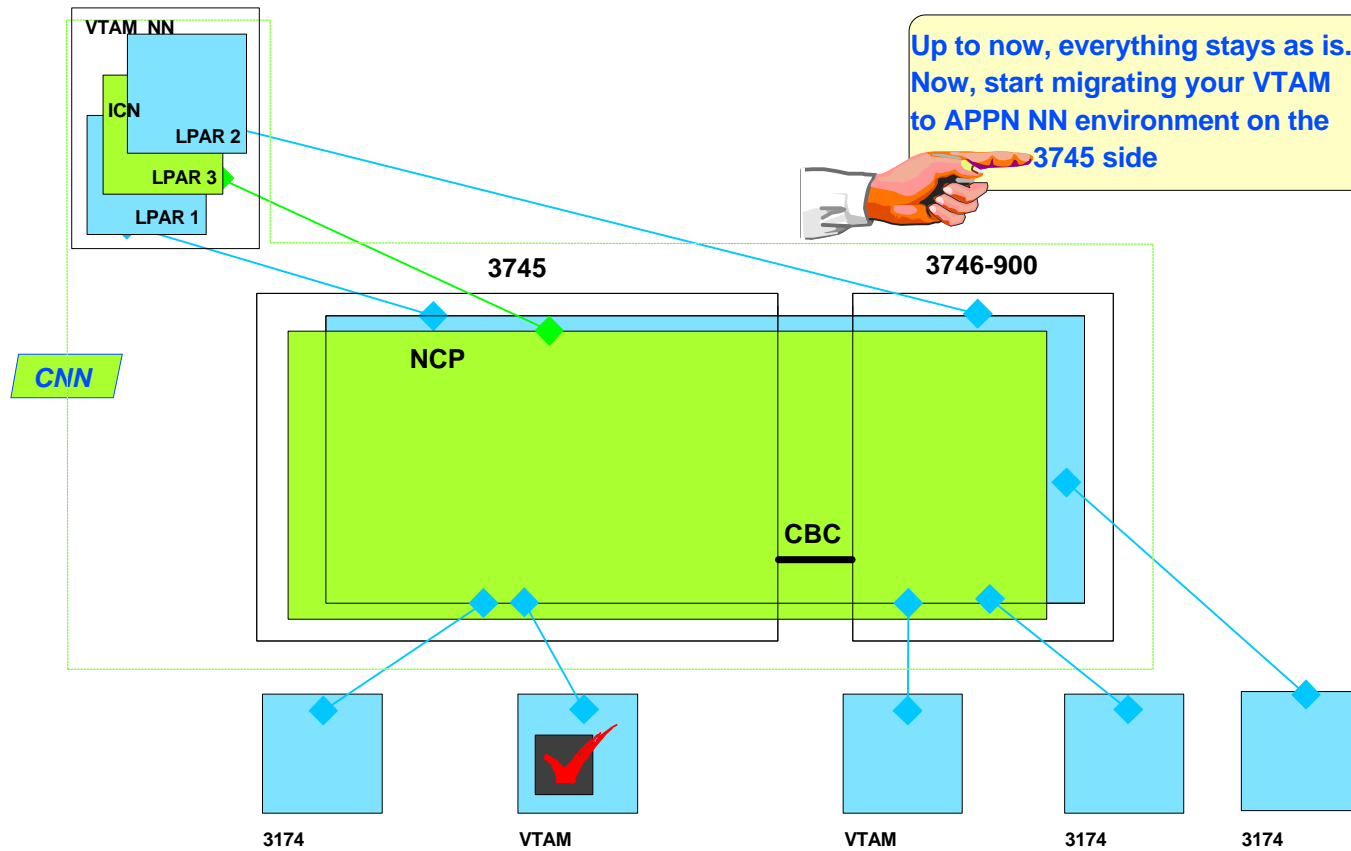 VTAM NN
ICN
LPAR 2
LPAR 3
LPAR 1
Up to now, everything stays as is.
Now, start migrating your VTAM
to APPN NN environment on the
3745 side
3745
3746-900
CNN
NCP
CBC
3174
VTAM
VTAM
3174
3174